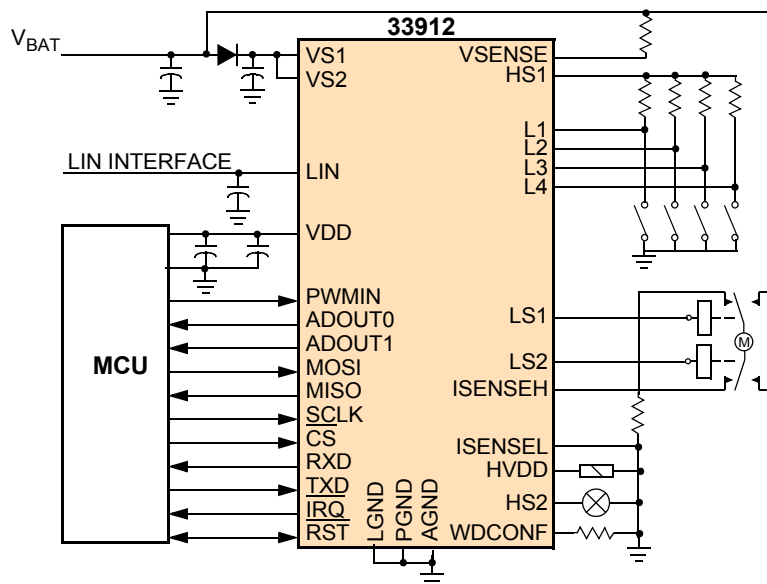 33912
V_BAT
VS1
VS2
VSENSE
HS1
L1
L2
L3
L4
LIN INTERFACE
LIN
VDD
MCU
PWMIN
ADOUT0
ADOUT1
MOSI
MISO
SCLK
CS
RXD
TXD
IRQ
RST
LS1
LS2
M
ISENSEH
ISENSEL
HVDD
HS2
WDCONF
LGND
PGND
AGND